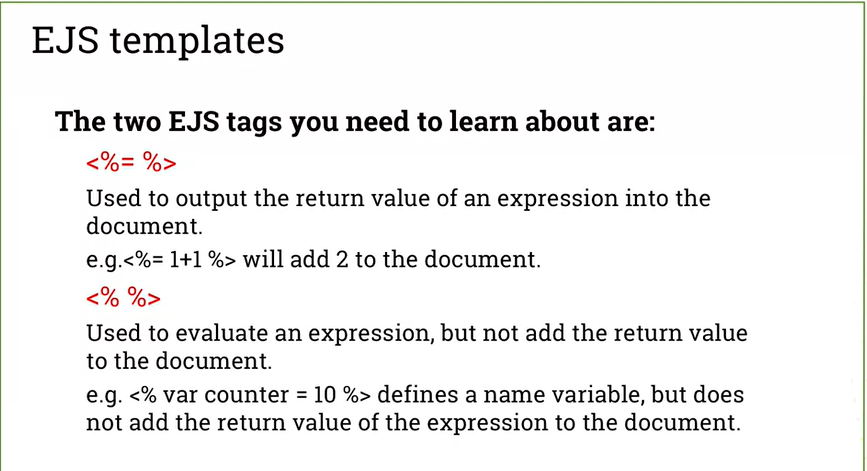 EJS templates
The two EJS tags you need to learn about are:
<%= %>
Used to output the return value of an expression into the
document.
e.g.<%= 1+1 %> will add 2 to the document.
<% %>
Used to evaluate an expression, but not add the return value
to the document.
e.g. <% var counter = 10 %> defines a name variable, but does
not add the return value of the expression to the document.